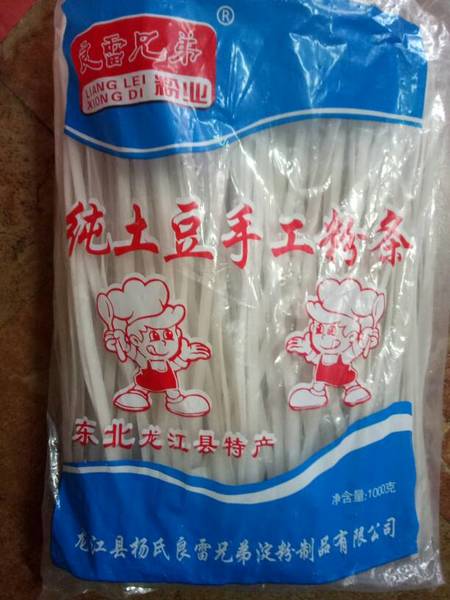 ®
良雷兄弟
LIANG LEI
XIONG DI
粉业
纯土豆手工粉条
东北龙江县特产
净含量:1000克
龙江县杨氏良雷兄弟淀粉制品有限公司